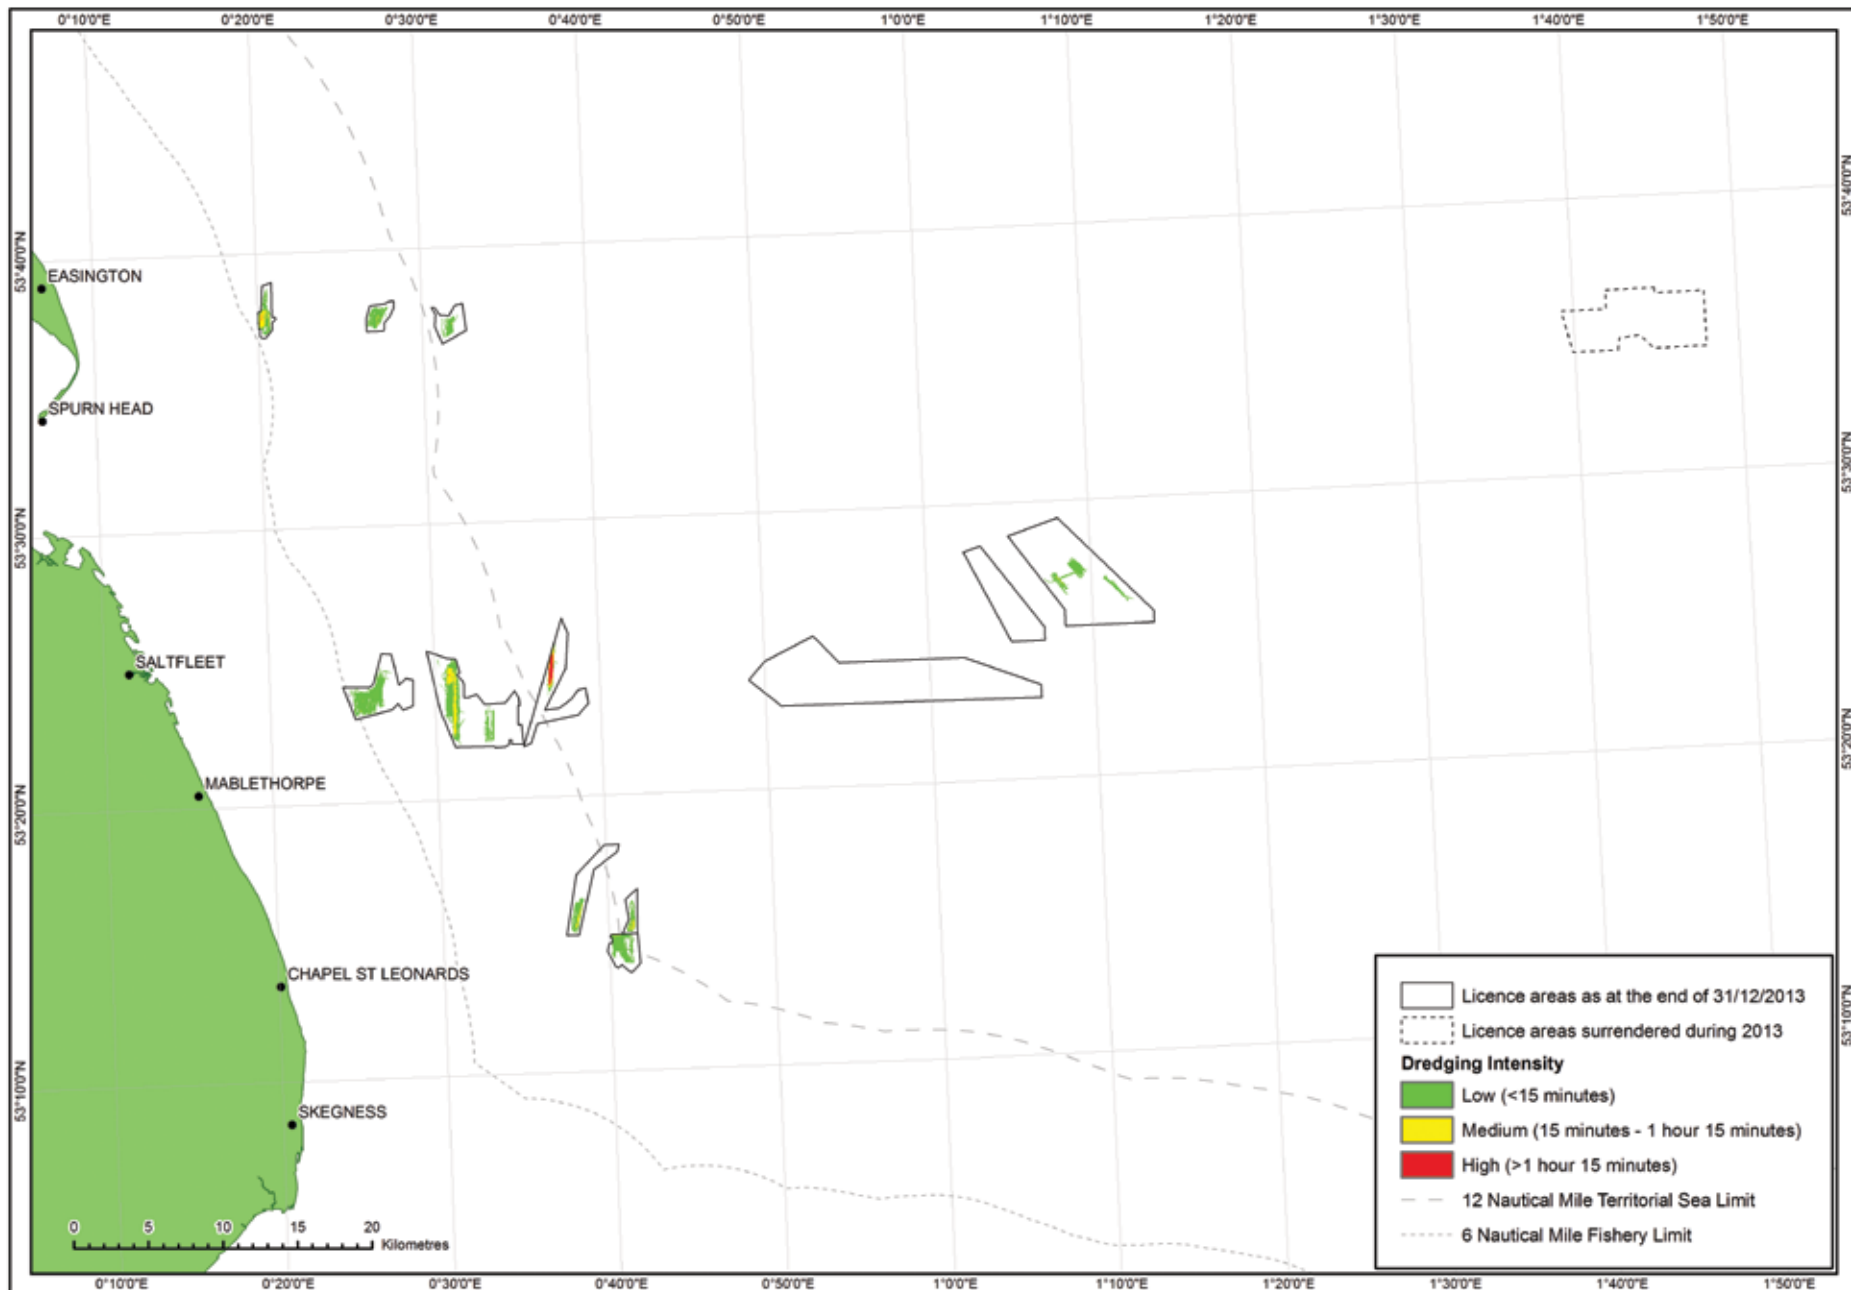 0°10'0"E 0°20'0"E 0°30'0"E 0°40'0"E 0°50'0"E 1°0'0"E 1°10'0"E 1°20'0"E 1°30'0"E 1°40'0"E 1°50'0"E
53°40'0"N
53°40'0"N
EASINGTON
SPURN HEAD
53°30'0"N
53°30'0"N
SALTFLEET
53°20'0"N
MABLETHORPE
53°20'0"N
CHAPEL ST LEONARDS
53°10'0"N
53°10'0"N
SKEGNESS
Licence areas as at the end of 31/12/2013
Licence areas surrendered during 2013
Dredging Intensity
Low (<15 minutes)
Medium (15 minutes - 1 hour 15 minutes)
High (>1 hour 15 minutes)
12 Nautical Mile Territorial Sea Limit
6 Nautical Mile Fishery Limit
0 5 10 15 20
Kilometres
0°10'0"E 0°20'0"E 0°30'0"E 0°40'0"E 0°50'0"E 1°0'0"E 1°10'0"E 1°20'0"E 1°30'0"E 1°40'0"E 1°50'0"E